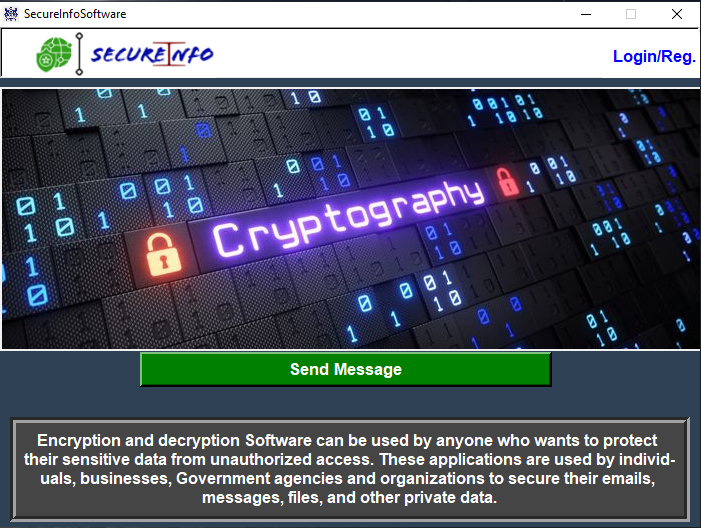 SecureInfoSoftware
SECUREINFO
Login/Reg.
Cryptography
Send Message
Encryption and decryption Software can be used by anyone who wants to protect
their sensitive data from unauthorized access. These applications are used by individ-
uals, businesses, Government agencies and organizations to secure their emails,
messages, files, and other private data.